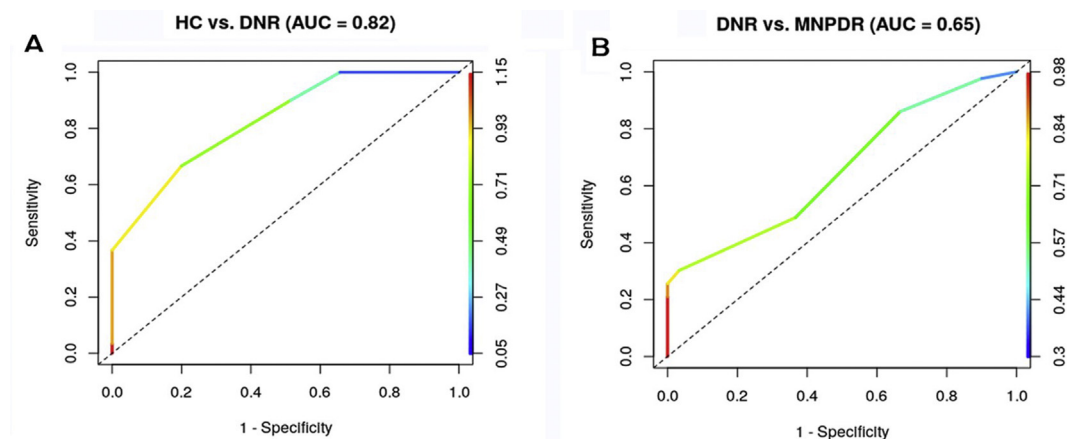 A
HC vs. DNR (AUC = 0.82)
Sensitivity
1.0
0.8
0.6
0.4
0.2
0.0
0.0 0.2 0.4 0.6 0.8 1.0
1 - Specificity
1.15
0.93
0.71
0.49
0.27
0.05
B
DNR vs. MNPDR (AUC = 0.65)
Sensitivity
1.0
0.8
0.6
0.4
0.2
0.0
0.0 0.2 0.4 0.6 0.8 1.0
1 - Specificity
0.98
0.84
0.71
0.57
0.44
0.3